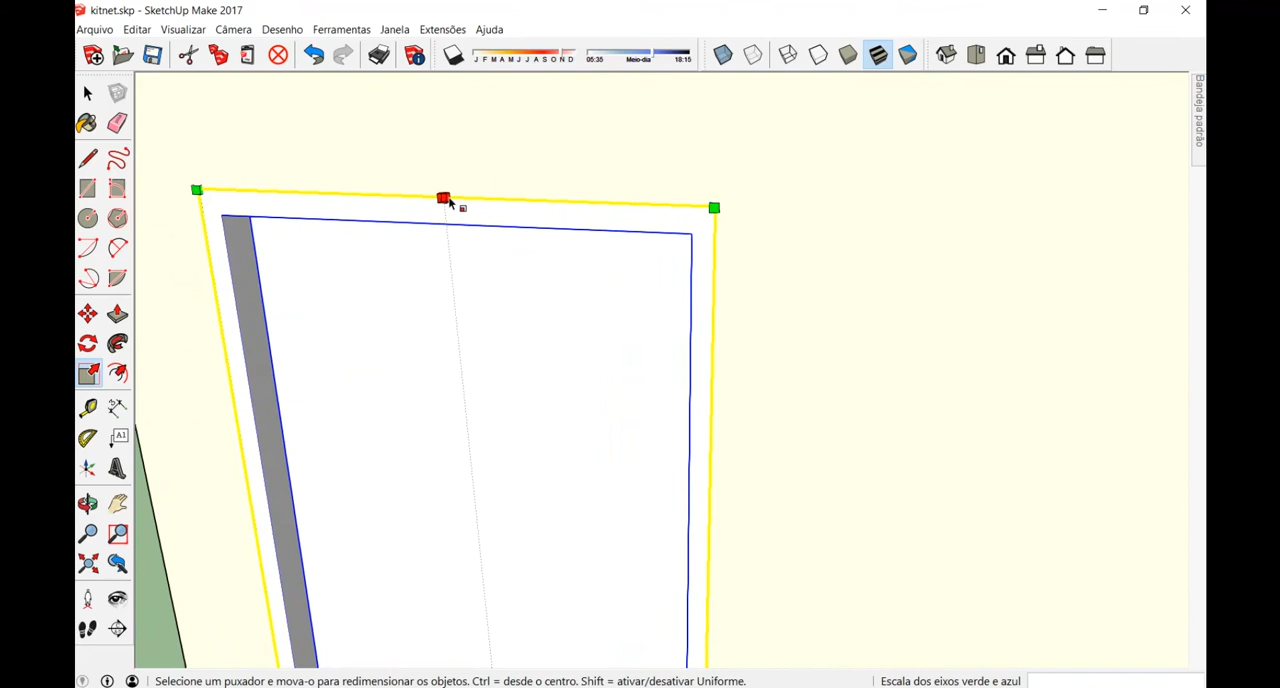 kitnet.skp - SketchUp Make 2017
Arquivo Editar Visualizar Câmera Desenho Ferramentas Janela Extensões Ajuda
J F M A M J J A S O N D 05:35 Meio-dia 18:15
Bandeja padrão
A1
Selecione um puxador e mova-o para redimensionar os objetos. Ctrl = desde o centro. Shift = ativar/desativar Uniforme. Escala dos eixos verde e azul